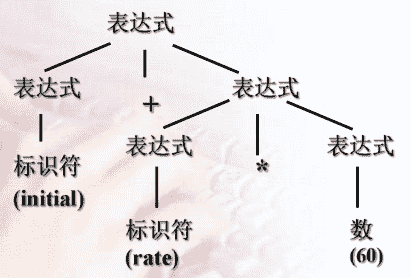 表达式
表达式 + 表达式
标识符
(initial)
表达式 * 表达式
标识符
(rate)
数
(60)